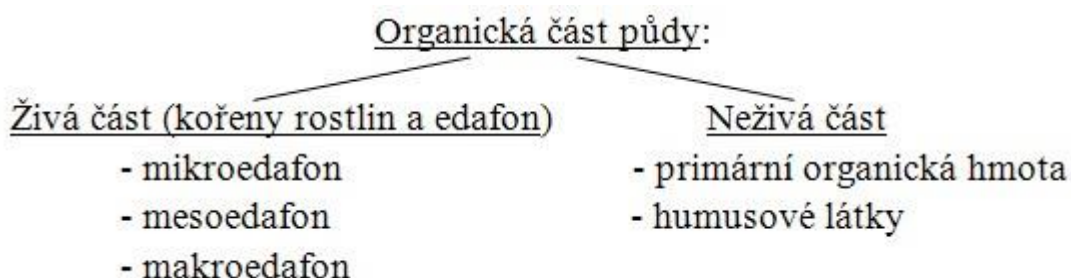 Organická část půdy:
Živá část (kořeny rostlin a edafon)
- mikroedafon
- mesoedafon
- makroedafon
Neživá část
- primární organická hmota
- humusové látky